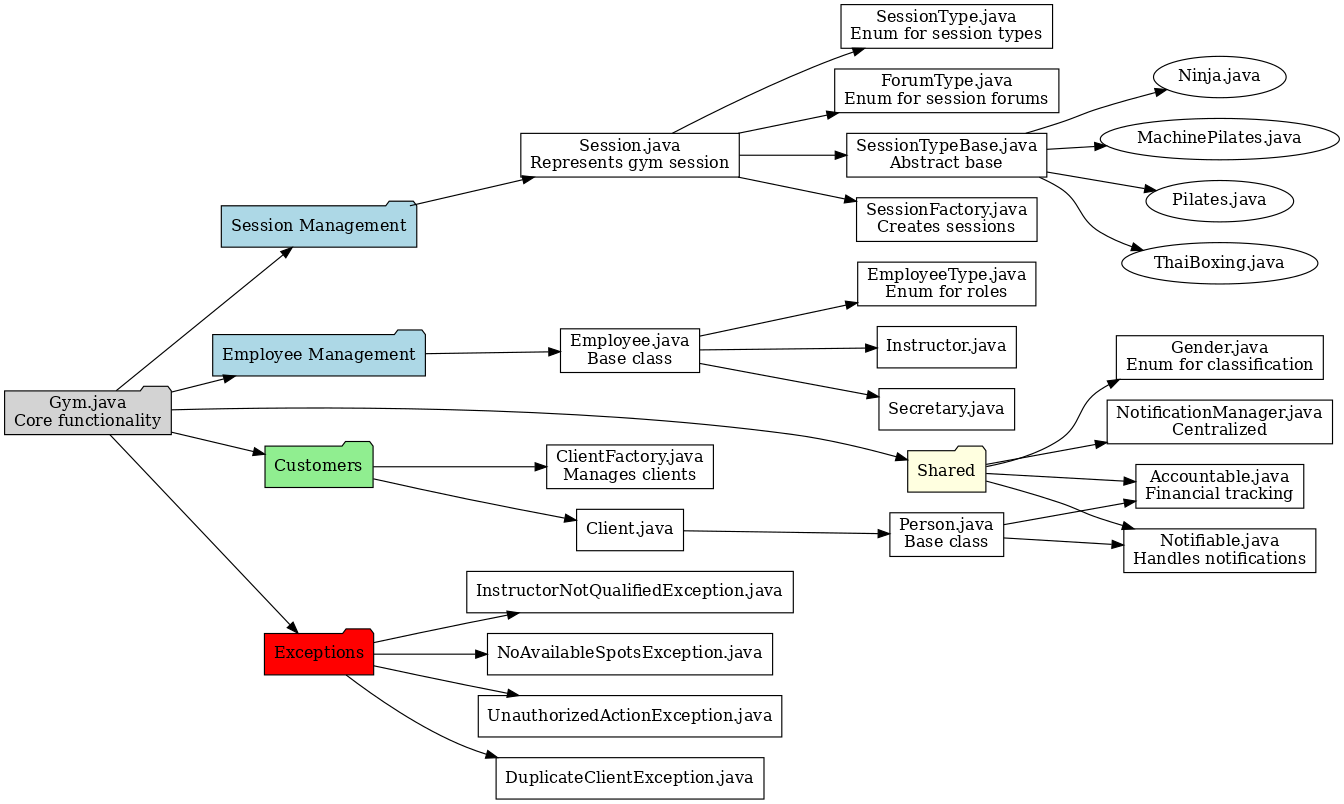 SessionType.java
Enum for session types
ForumType.java
Enum for session forums
Ninja.java
MachinePilates.java
Session.java
Represents gym session
SessionTypeBase.java
Abstract base
Pilates.java
SessionFactory.java
Creates sessions
Session Management
ThaiBoxing.java
EmployeeType.java
Enum for roles
Employee Management
Employee.java
Base class
Instructor.java
Gender.java
Enum for classification
Gym.java
Core functionality
Secretary.java
NotificationManager.java
Centralized
Customers
ClientFactory.java
Manages clients
Shared
Accountable.java
Financial tracking
Client.java
Person.java
Base class
Notifiable.java
Handles notifications
InstructorNotQualifiedException.java
Exceptions
NoAvailableSpotsException.java
UnauthorizedActionException.java
DuplicateClientException.java